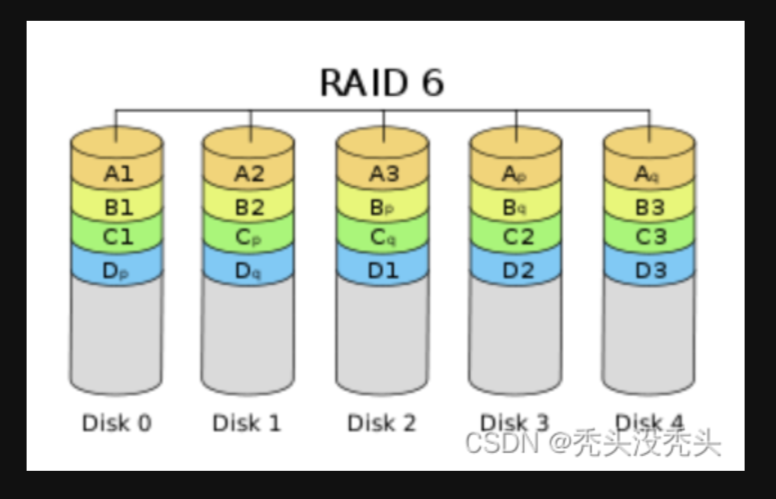 RAID 6
A1 A2 A3 Ap Aq
B1 B2 Bp Bq B3
C1 Cp Cq C2 C3
Dp Dq D1 D2 D3
Disk 0 Disk 1 Disk 2 Disk 3 Disk 4
CSDN @秃头没秃头